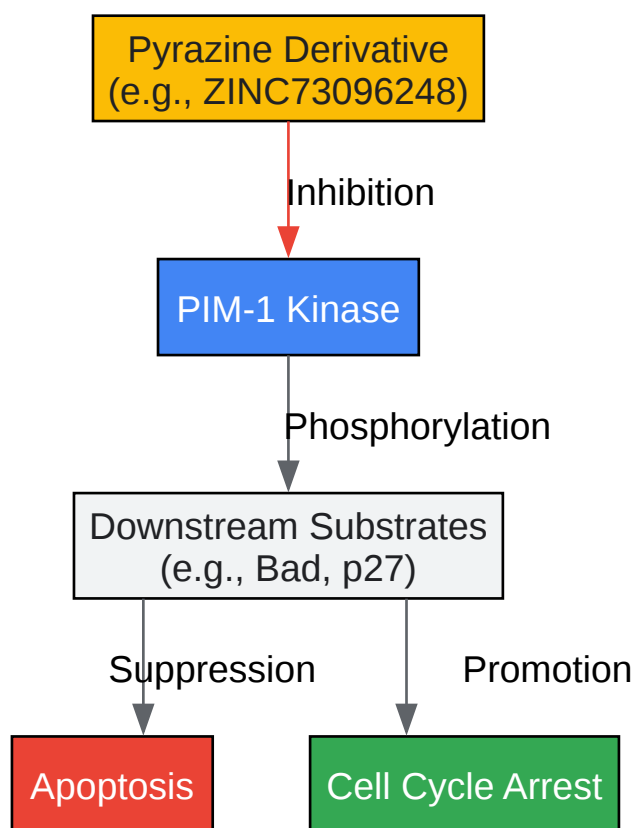 Pyrazine Derivative
(e.g., ZINC73096248)
Inhibition
PIM-1 Kinase
Phosphorylation
Downstream Substrates
(e.g., Bad, p27)
Suppression
Promotion
Apoptosis
Cell Cycle Arrest